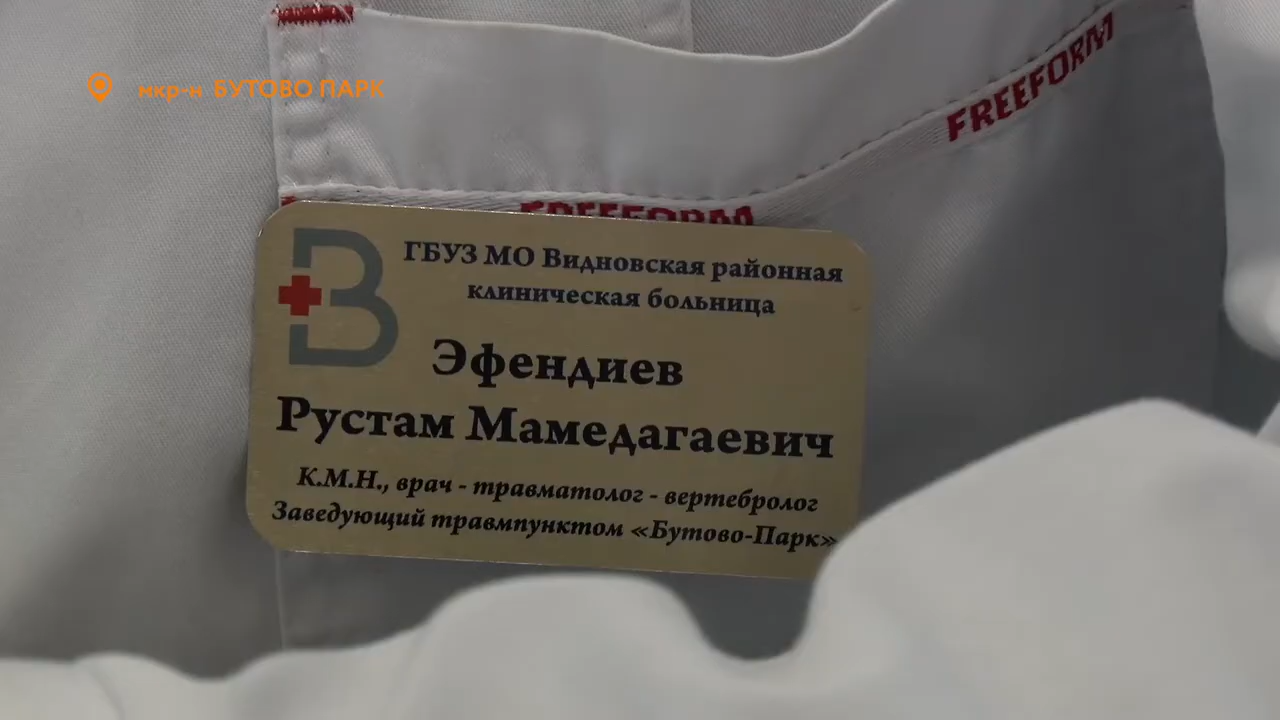 мкр-н БУТОВО ПАРК
FREEFORM
FREEFORM
В
ГБУЗ МО Видновская районная
клиническая больница
Эфендиев
Рустам Мамедагаевич
К.М.Н., врач - травматолог - вертебролог
Заведующий травмпунктом «Бутово-Парк»